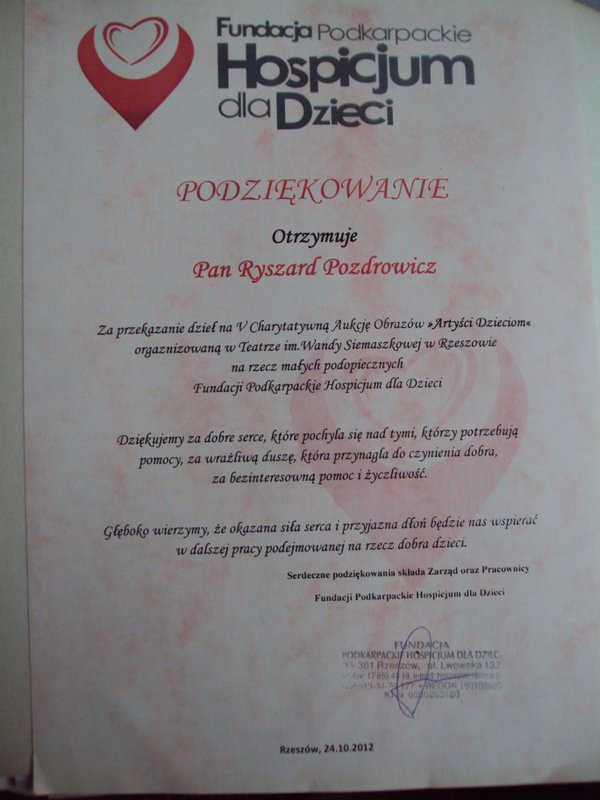 Fundacja Podkarpackie
Hospicjum
dla Dzieci
PODZIĘKOWANIE
Otrzymuje
Pan Ryszard Pozdrowicz
Za przekazanie dzieł na V Charytatywną Aukcję Obrazów »Artyści Dzieciom«
orgaznizowaną w Teatrze im.Wandy Siemaszkowej w Rzeszowie
na rzecz małych podopiecznych
Fundacji Podkarpackie Hospicjum dla Dzieci
Dziękujemy za dobre serce, które pochyla się nad tymi, którzy potrzebują
pomocy, za wrażliwą duszę, która przynagla do czynienia dobra,
za bezinteresowną pomoc i życzliwość.
Głęboko wierzymy, że okazana siła serca i przyjazna dłoń będzie nas wspierać
w dalszej pracy podejmowanej na rzecz dobra dzieci.
Serdeczne podziękowania składa Zarząd oraz Pracownicy
Fundacji Podkarpackie Hospicjum dla Dzieci
FUNDACJA
PODKARPACKIE HOSPICJUM DLA DZIECI
35-301 Rzeszów, ul. Lwowska 132
REGON
KRS
Rzeszów, 24.10.2012